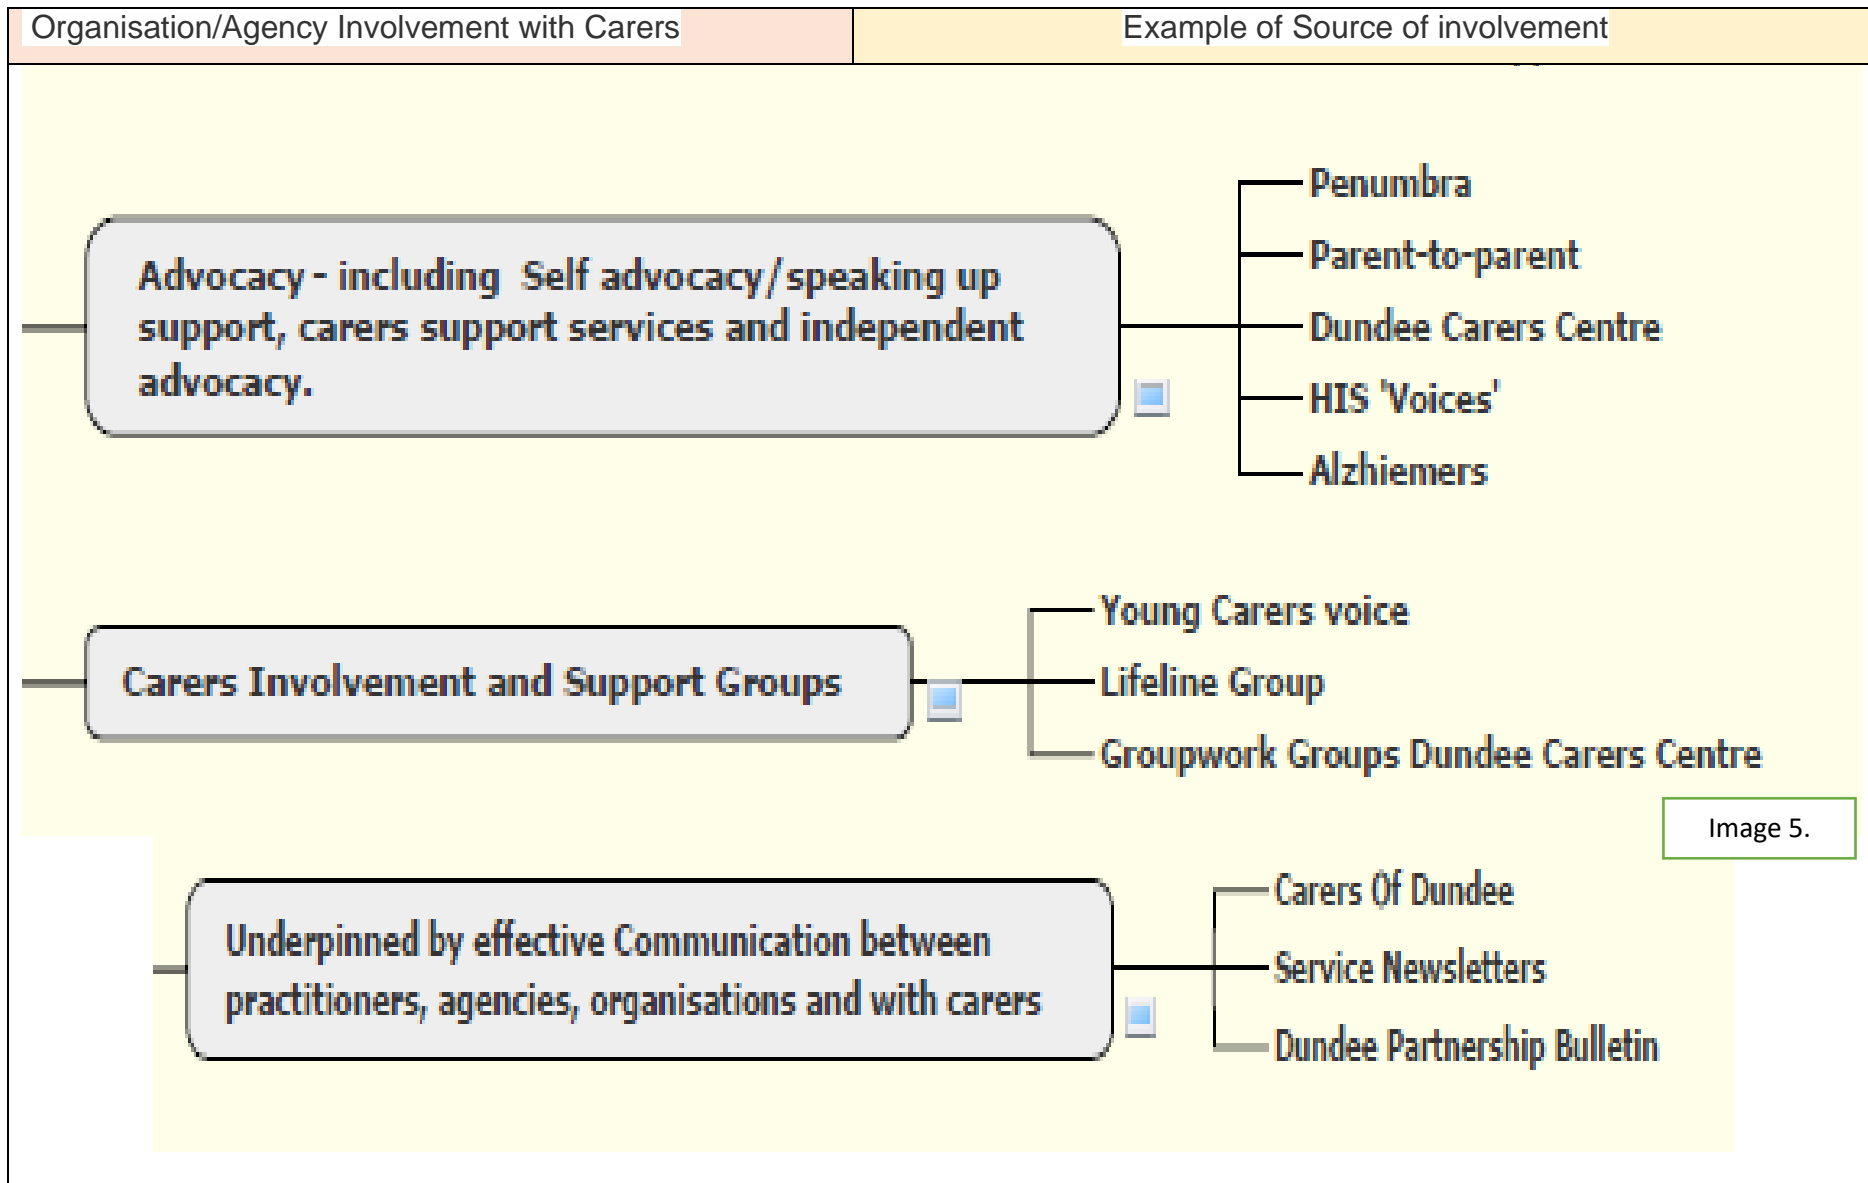 Organisation/Agency Involvement with Carers
Example of Source of involvement
Advocacy - including Self advocacy/speaking up
support, carers support services and independent
advocacy.
Penumbra
Parent-to-parent
Dundee Carers Centre
HIS 'Voices'
Alzhiemers
Carers Involvement and Support Groups
Young Carers voice
Lifeline Group
Groupwork Groups Dundee Carers Centre
Image 5.
Underpinned by effective Communication between
practitioners, agencies, organisations and with carers
Carers Of Dundee
Service Newsletters
Dundee Partnership Bulletin